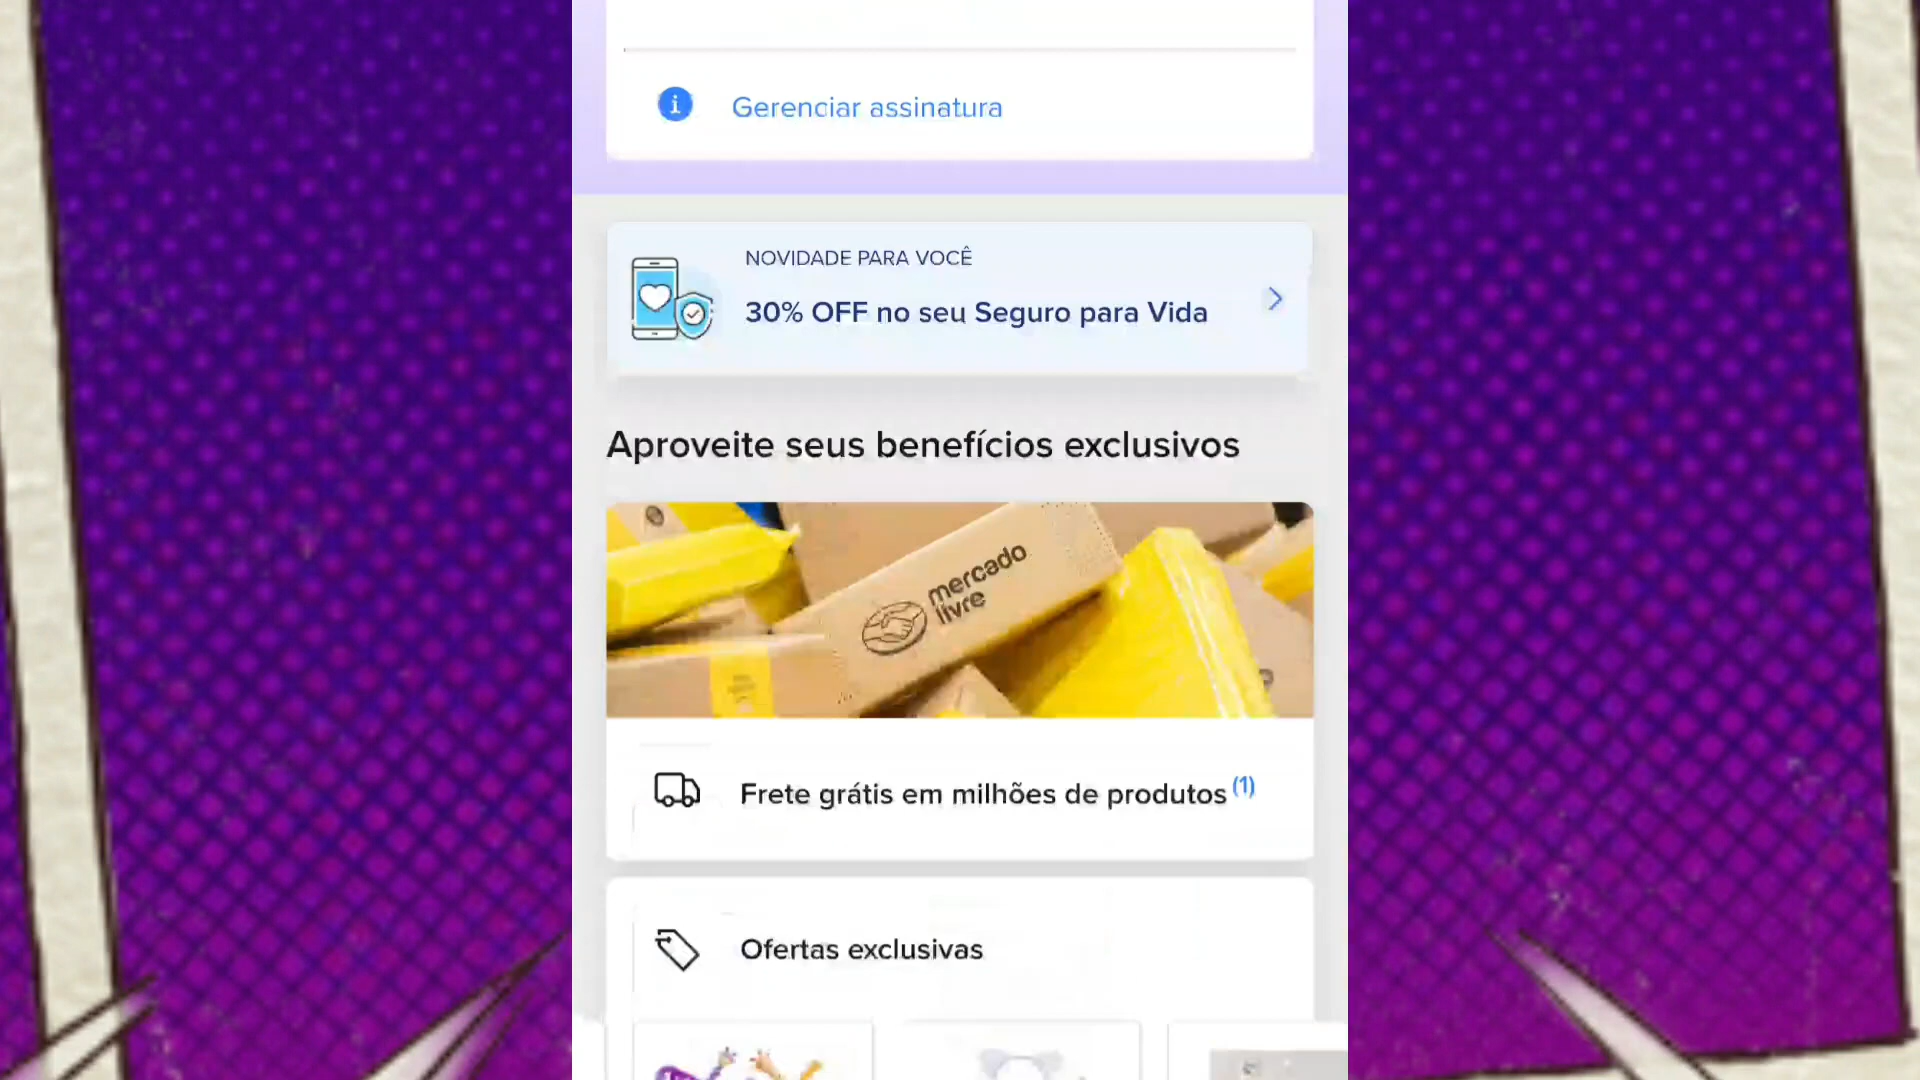 Gerenciar assinatura
NOVIDADE PARA VOCÊ
30% OFF no seu Seguro para Vida
Aproveite seus benefícios exclusivos
mercado
livre
Frete grátis em milhões de produtos (1)
Ofertas exclusivas